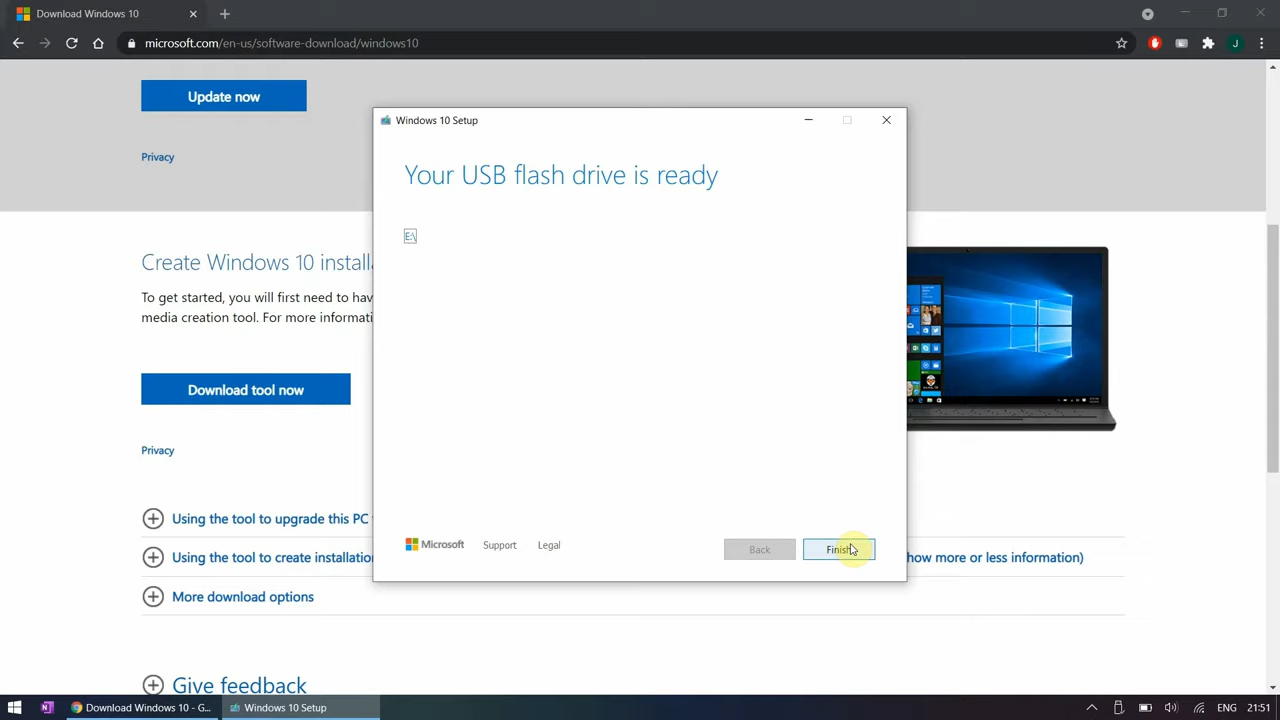 Download Windows 10
microsoft.com/en-us/software-download/windows10
J
Update now
Privacy
Windows 10 Setup
Your USB flash drive is ready
E:\
Create Windows 10 install
To get started, you will first need to hav
media creation tool. For more informati
Download tool now
Privacy
Using the tool to upgrade this PC
Using the tool to create installation
how more or less information)
Microsoft
Support
Legal
Back
Finish
More download options
Give feedback
Download Windows 10 - G...
Windows 10 Setup
ENG
21:51